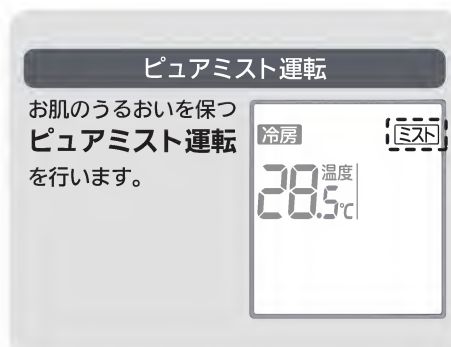 ピュアミスト運転
お肌のうるおいを保つ
ピュアミスト運転
を行います。
冷房
ミスト
温度
28.5℃